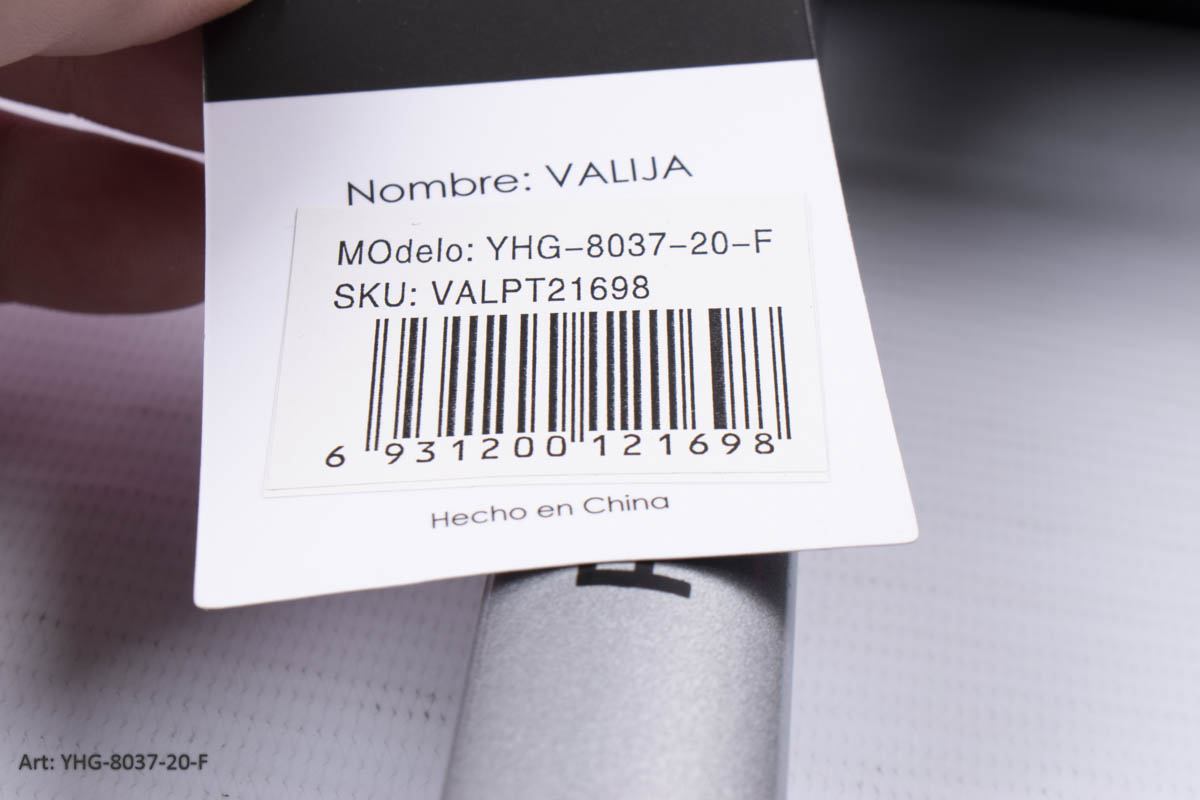 Nombre: VALIJA
MOdelo: YHG-8037-20-F
SKU: VALPT21698
6 931200 121698
Hecho en China
Art: YHG-8037-20-F